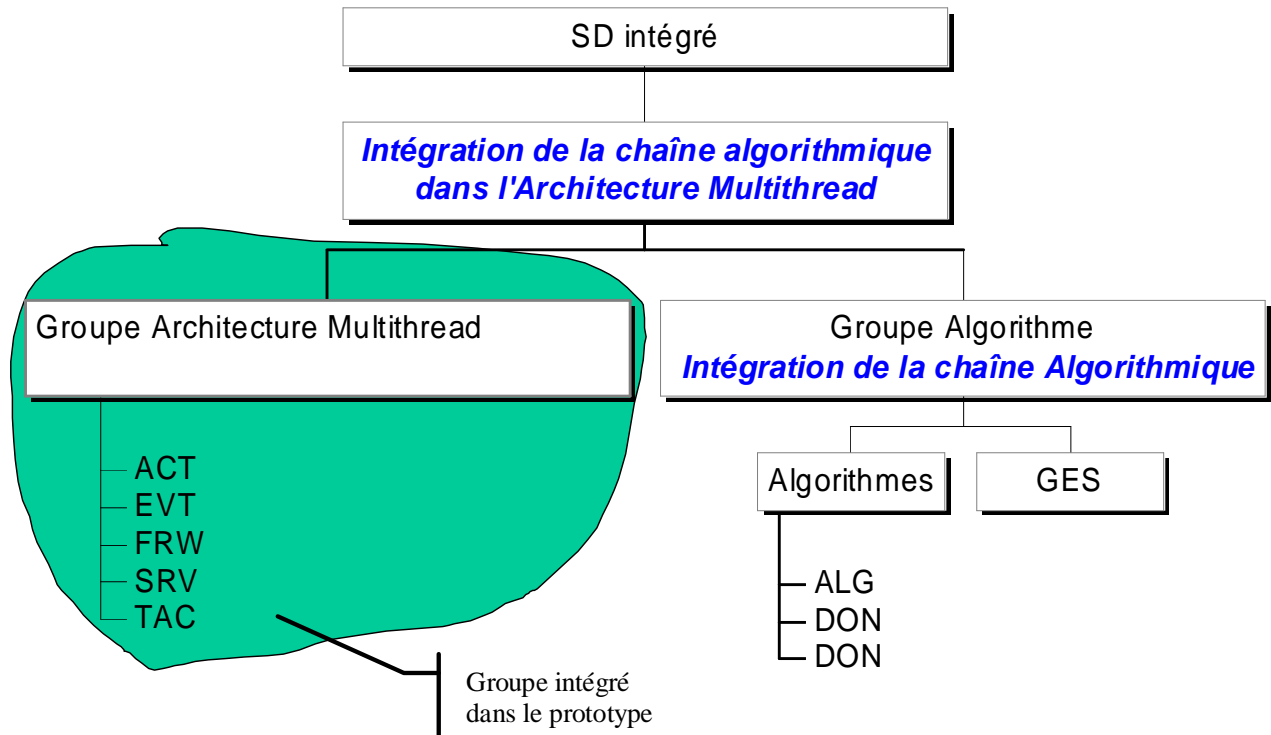 SD intégré
Intégration de la chaîne algorithmique
dans l'Architecture Multithread
Groupe Architecture Multithread
Groupe Algorithme
Intégration de la chaîne Algorithmique
ACT
EVT
FRW
SRV
TAC
Algorithmes
GES
ALG
DON
DON
Groupe intégré
dans le prototype